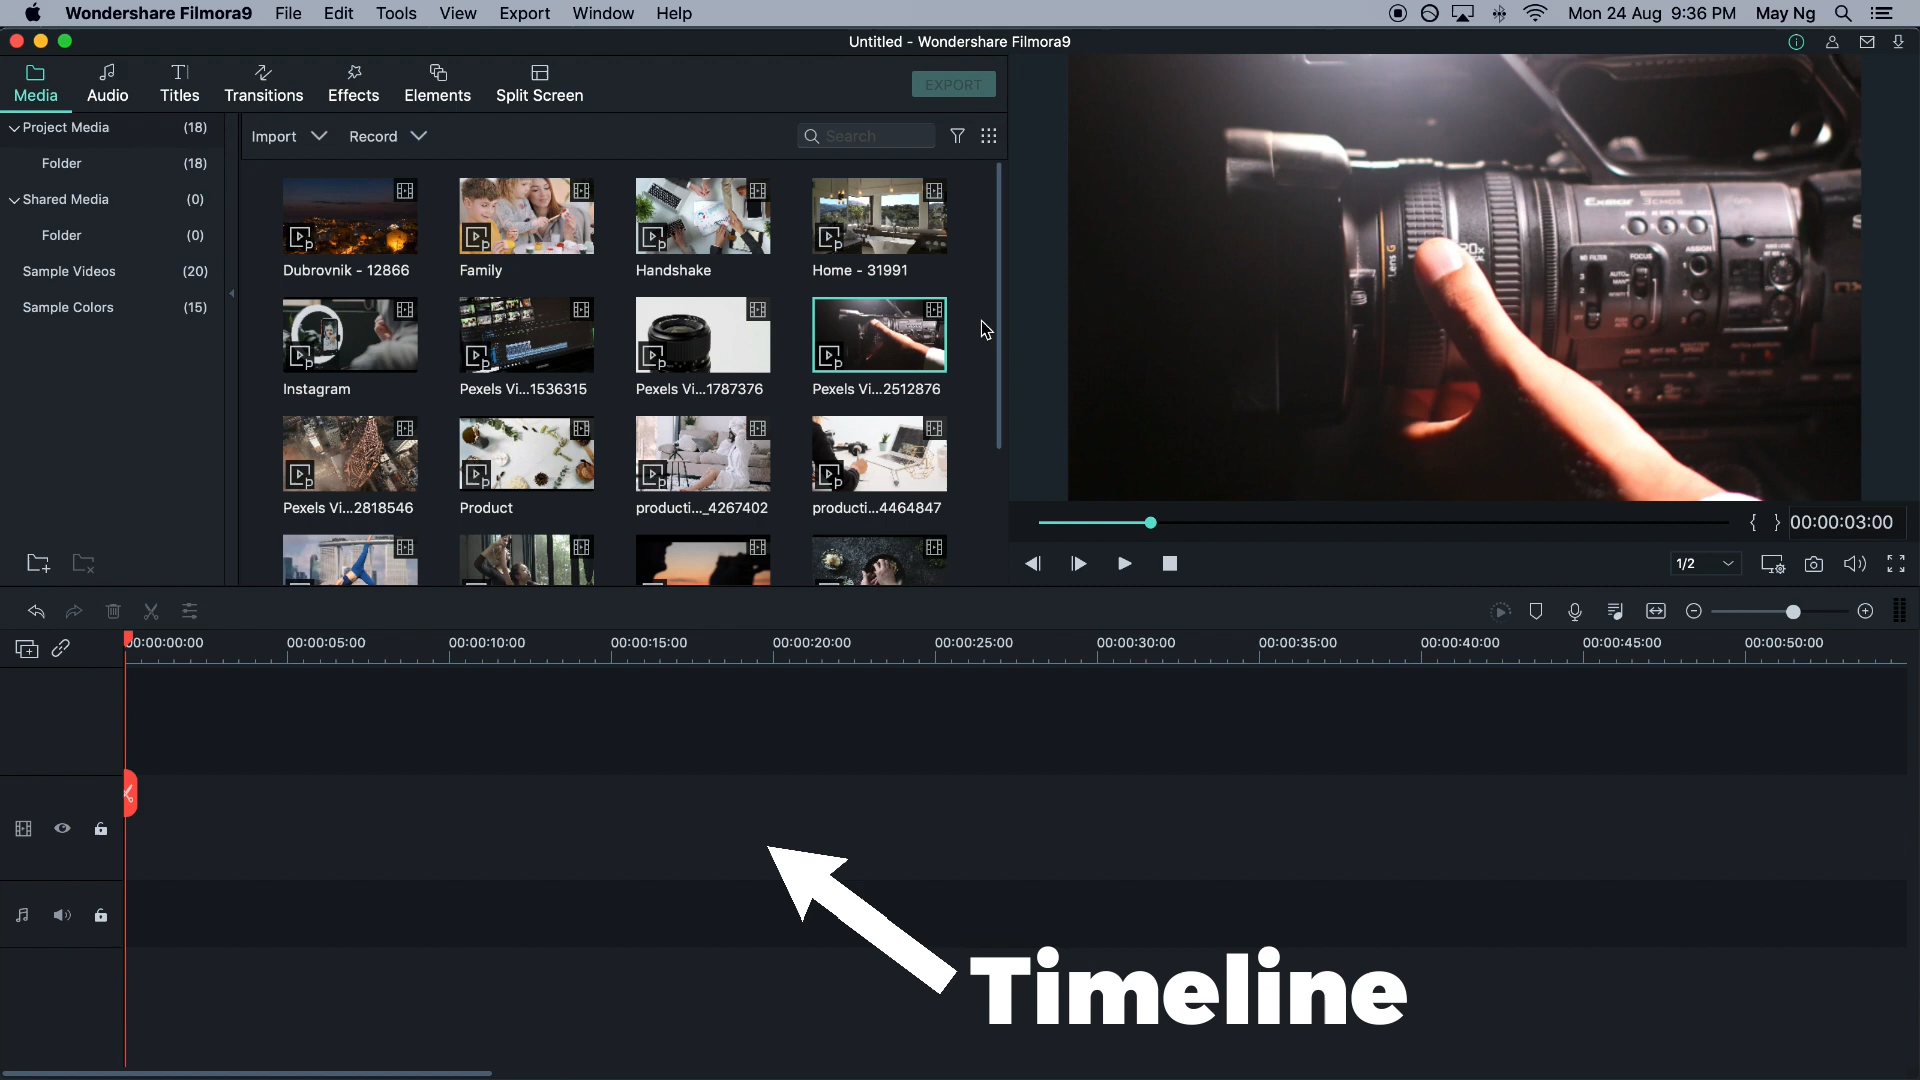 Wondershare Filmora9 File Edit Tools View Export Window Help
Mon 24 Aug 9:36 PM May Ng
Untitled - Wondershare Filmora9
Media Audio Titles Transitions Effects Elements Split Screen
EXPORT
Project Media (18)
Folder (18)
Shared Media (0)
Folder (0)
Sample Videos (20)
Sample Colors (15)
Import Record Search
Dubrovnik - 12866 Family Handshake Home - 31991
Instagram Pexels Vi...1536315 Pexels Vi...1787376 Pexels Vi...2512876
Pexels Vi...2818546 Product producti..._4267402 producti...4464847
Exmor 3CMOS
Lens G
20x
ASSIGN
FOCUS
{ } 00:00:03:00
1/2
00:00:00:00 00:00:05:00 00:00:10:00 00:00:15:00 00:00:20:00 00:00:25:00 00:00:30:00 00:00:35:00 00:00:40:00 00:00:45:00 00:00:50:00
Timeline